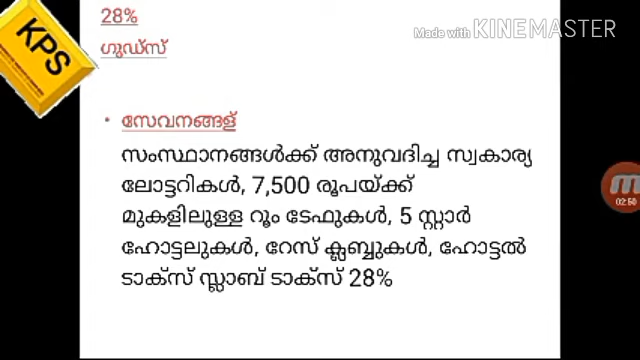 28%
ഗുഡ്സ്
KPS
Made with KINEMASTER
• സേവനങ്ങള്
സംസ്ഥാനങ്ങൾക്ക് അനുവദിച്ച സ്വകാര്യ
ലോട്ടറികൾ, 7,500 രൂപയ്ക്ക്
മുകളിലുള്ള റൂം ടേഫുകൾ, 5 സ്റ്റാർ
ഹോട്ടലുകൾ, റേസ് ക്ലബ്ബുകൾ, ഹോട്ടൽ
ടാക്സ് സ്ലാബ് ടാക്സ് 28%
02:50